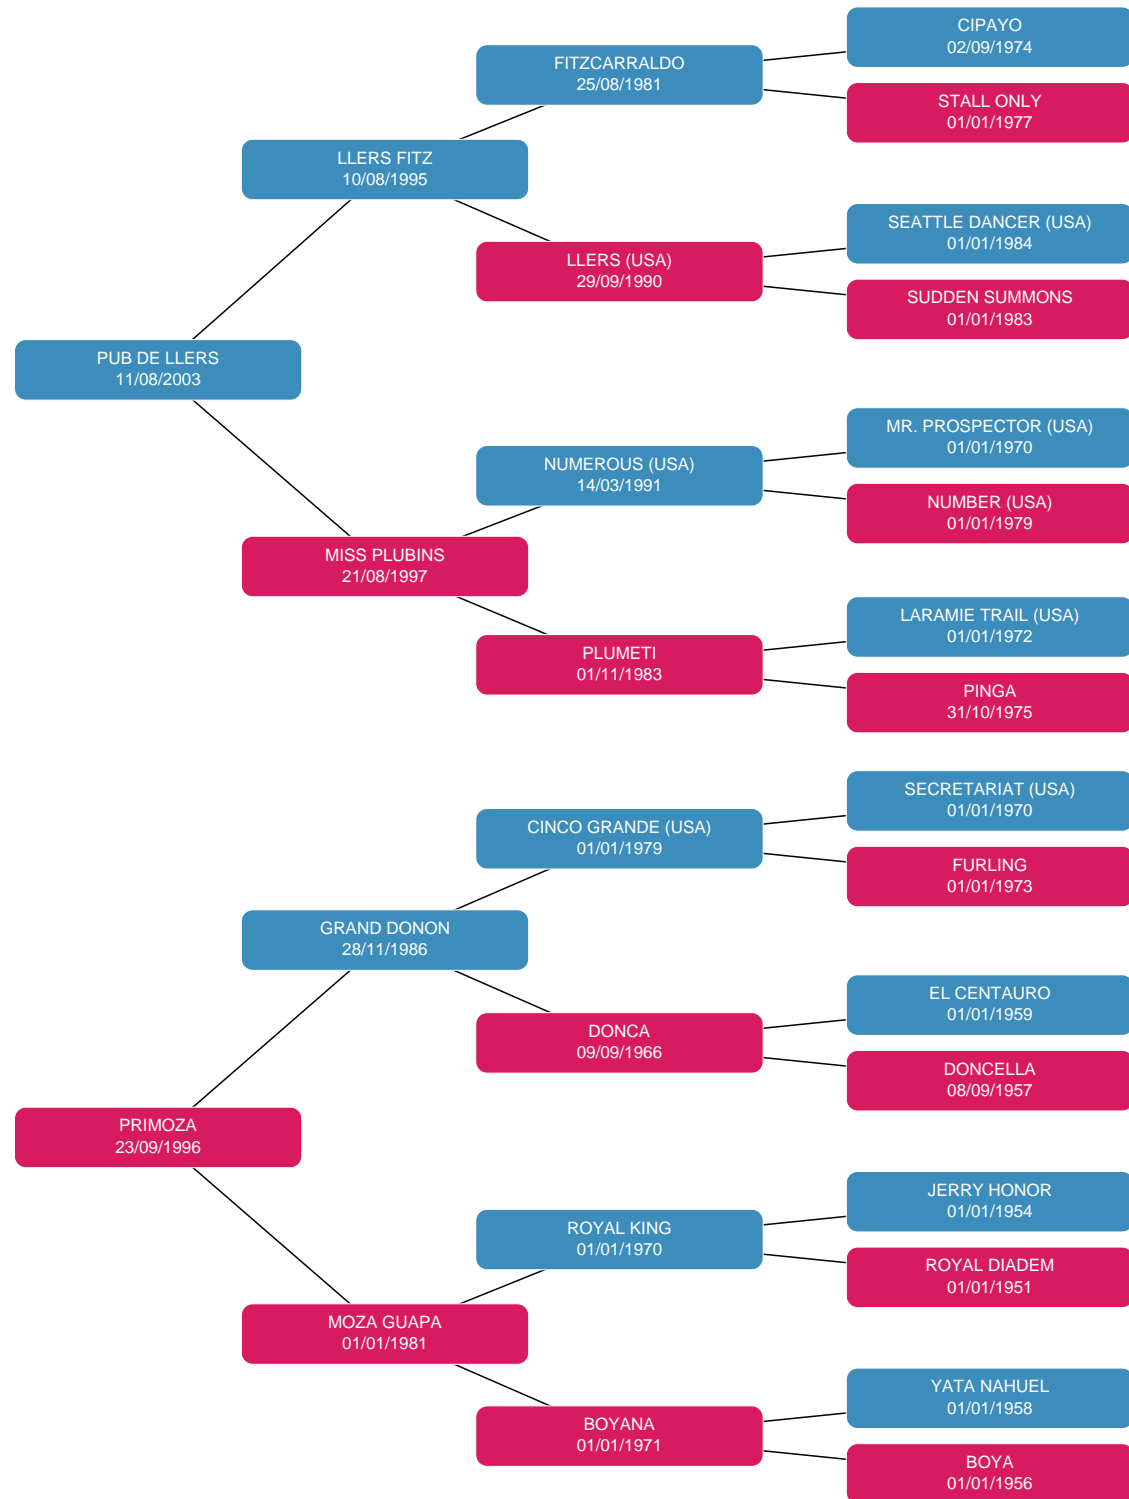 CIPAYO
02/09/1974
FITZCARRALDO
25/08/1981
STALL ONLY
01/01/1977
LLERS FITZ
10/08/1995
SEATTLE DANCER (USA)
01/01/1984
LLERS (USA)
29/09/1990
SUDDEN SUMMONS
01/01/1983
PUB DE LLERS
11/08/2003
MR. PROSPECTOR (USA)
01/01/1970
NUMEROUS (USA)
14/03/1991
NUMBER (USA)
01/01/1979
MISS PLUBINS
21/08/1997
LARAMIE TRAIL (USA)
01/01/1972
PLUMETI
01/11/1983
PINGA
31/10/1975
SECRETARIAT (USA)
01/01/1970
CINCO GRANDE (USA)
01/01/1979
FURLING
01/01/1973
GRAND DONON
28/11/1986
EL CENTAURO
01/01/1959
DONCA
09/09/1966
DONCELLA
08/09/1957
PRIMOZA
23/09/1996
JERRY HONOR
01/01/1954
ROYAL KING
01/01/1970
ROYAL DIADEM
01/01/1951
MOZA GUAPA
01/01/1981
YATA NAHUEL
01/01/1958
BOYANA
01/01/1971
BOYA
01/01/1956